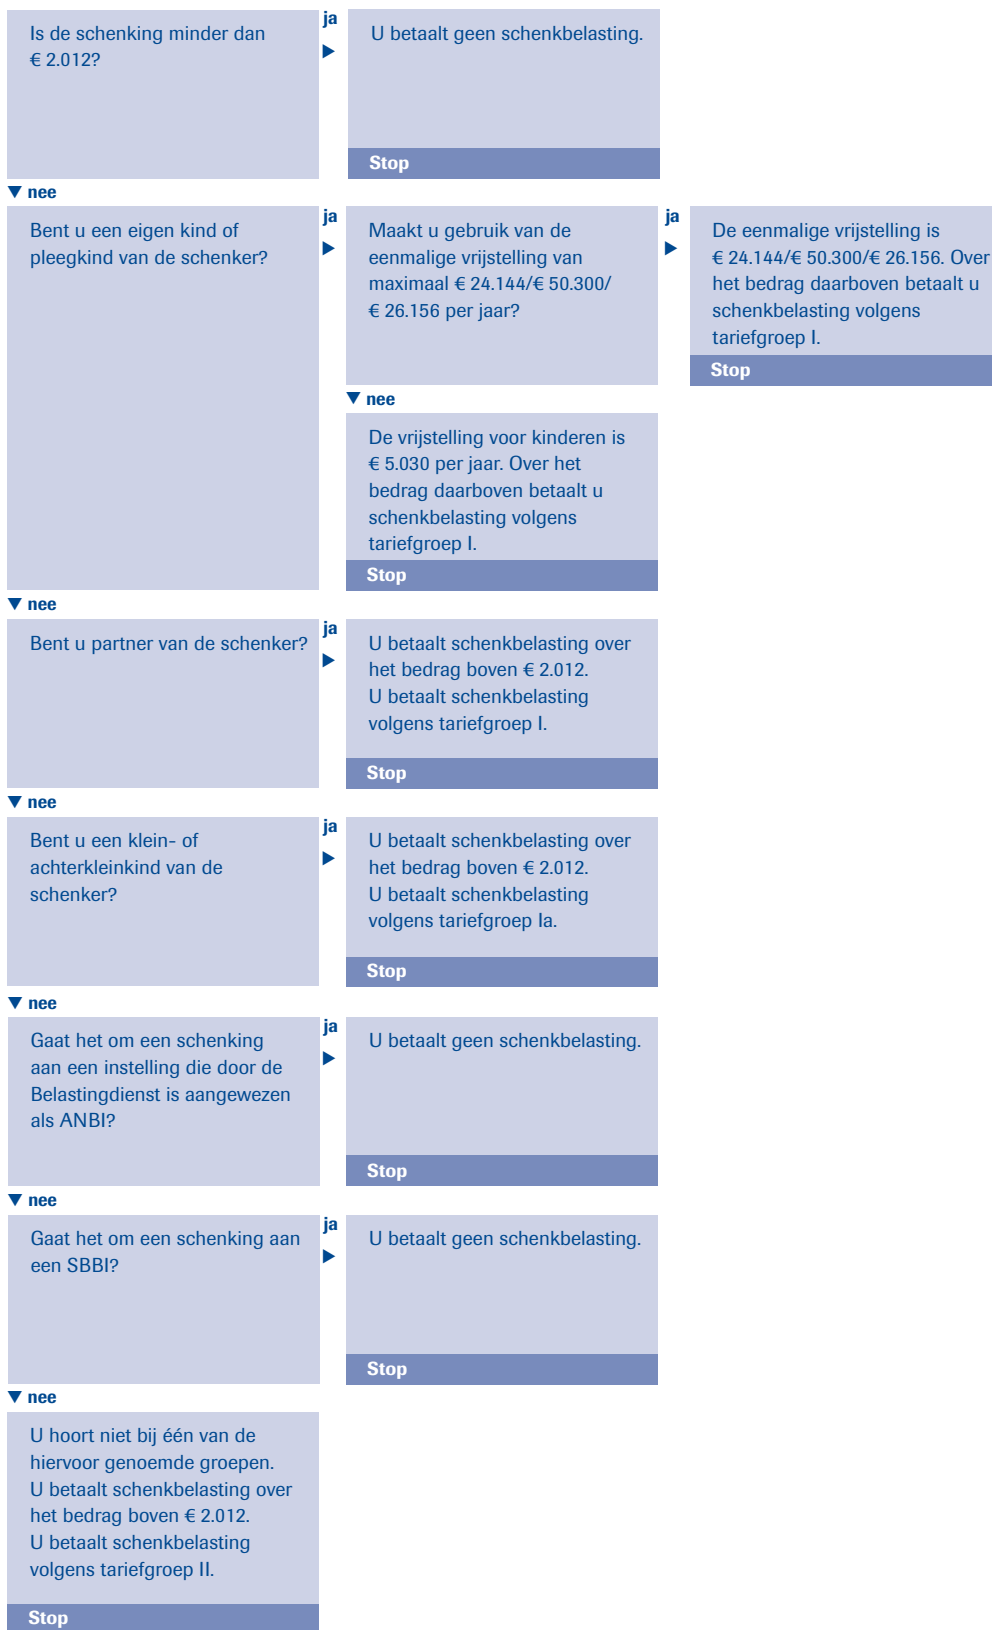 Is de schenking minder dan
€ 2.012?
ja
U betaalt geen schenkbelasting.
Stop
nee
Bent u een eigen kind of
pleegkind van de schenker?
ja
Maakt u gebruik van de
eenmalige vrijstelling van
maximaal € 24.144/€ 50.300/
€ 26.156 per jaar?
ja
De eenmalige vrijstelling is
€ 24.144/€ 50.300/€ 26.156. Over
het bedrag daarboven betaalt u
schenkbelasting volgens
tariefgroep I.
Stop
nee
De vrijstelling voor kinderen is
€ 5.030 per jaar. Over het
bedrag daarboven betaalt u
schenkbelasting volgens
tariefgroep I.
Stop
nee
Bent u partner van de schenker?
ja
U betaalt schenkbelasting over
het bedrag boven € 2.012.
U betaalt schenkbelasting
volgens tariefgroep I.
Stop
nee
Bent u een klein- of
achterkleinkind van de
schenker?
ja
U betaalt schenkbelasting over
het bedrag boven € 2.012.
U betaalt schenkbelasting
volgens tariefgroep Ia.
Stop
nee
Gaat het om een schenking
aan een instelling die door de
Belastingdienst is aangewezen
als ANBI?
ja
U betaalt geen schenkbelasting.
Stop
nee
Gaat het om een schenking aan
een SBBI?
ja
U betaalt geen schenkbelasting.
Stop
nee
U hoort niet bij één van de
hiervoor genoemde groepen.
U betaalt schenkbelasting over
het bedrag boven € 2.012.
U betaalt schenkbelasting
volgens tariefgroep II.
Stop